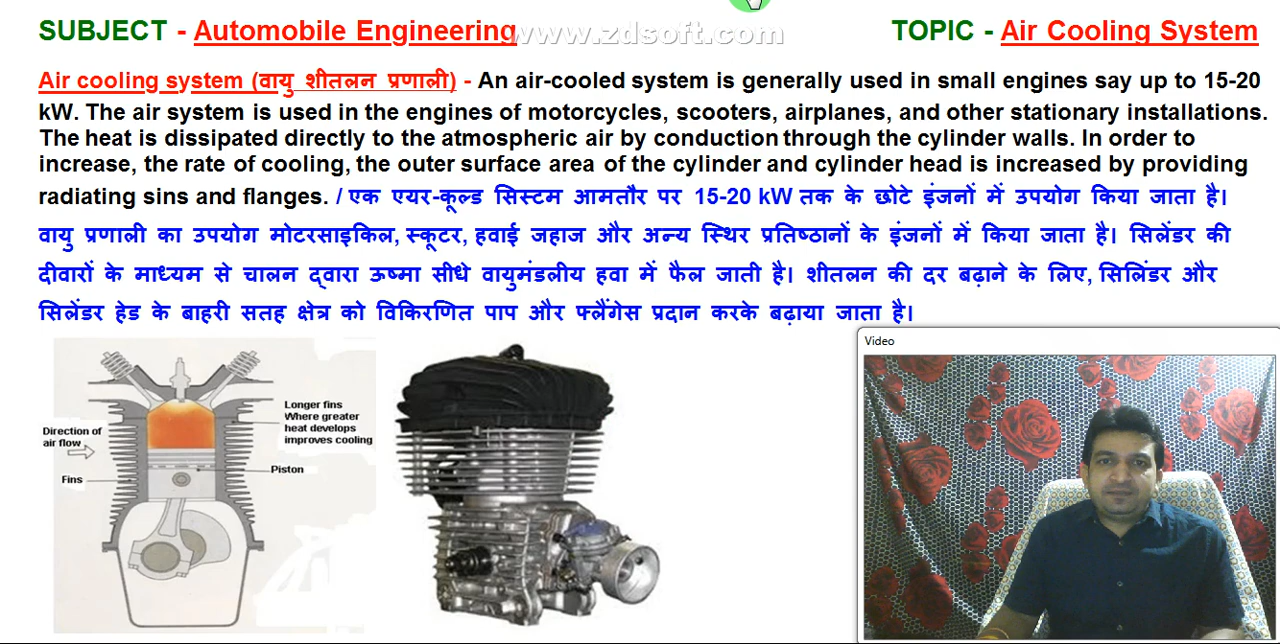 SUBJECT - Automobile Engineering www.zdsoft.com TOPIC - Air Cooling System
Air cooling system (वायु शीतलन प्रणाली) - An air-cooled system is generally used in small engines say up to 15-20
kW. The air system is used in the engines of motorcycles, scooters, airplanes, and other stationary installations.
The heat is dissipated directly to the atmospheric air by conduction through the cylinder walls. In order to
increase, the rate of cooling, the outer surface area of the cylinder and cylinder head is increased by providing
radiating sins and flanges. / एक एयर-कूल्ड सिस्टम आमतौर पर 15-20 kW तक के छोटे इंजनों में उपयोग किया जाता है।
वायु प्रणाली का उपयोग मोटरसाइकिल, स्कूटर, हवाई जहाज और अन्य स्थिर प्रतिष्ठानों के इंजनों में किया जाता है। सिलेंडर की
दीवारों के माध्यम से चालन द्वारा ऊष्मा सीधे वायुमंडलीय हवा में फैल जाती है। शीतलन की दर बढ़ाने के लिए, सिलिंडर और
सिलेंडर हेड के बाहरी सतह क्षेत्र को विकिरणित पाप और फ्लैंगेस प्रदान करके बढ़ाया जाता है।
Video
Longer fins
Where greater
heat develops
improves cooling
Direction of
air flow
Piston
Fins